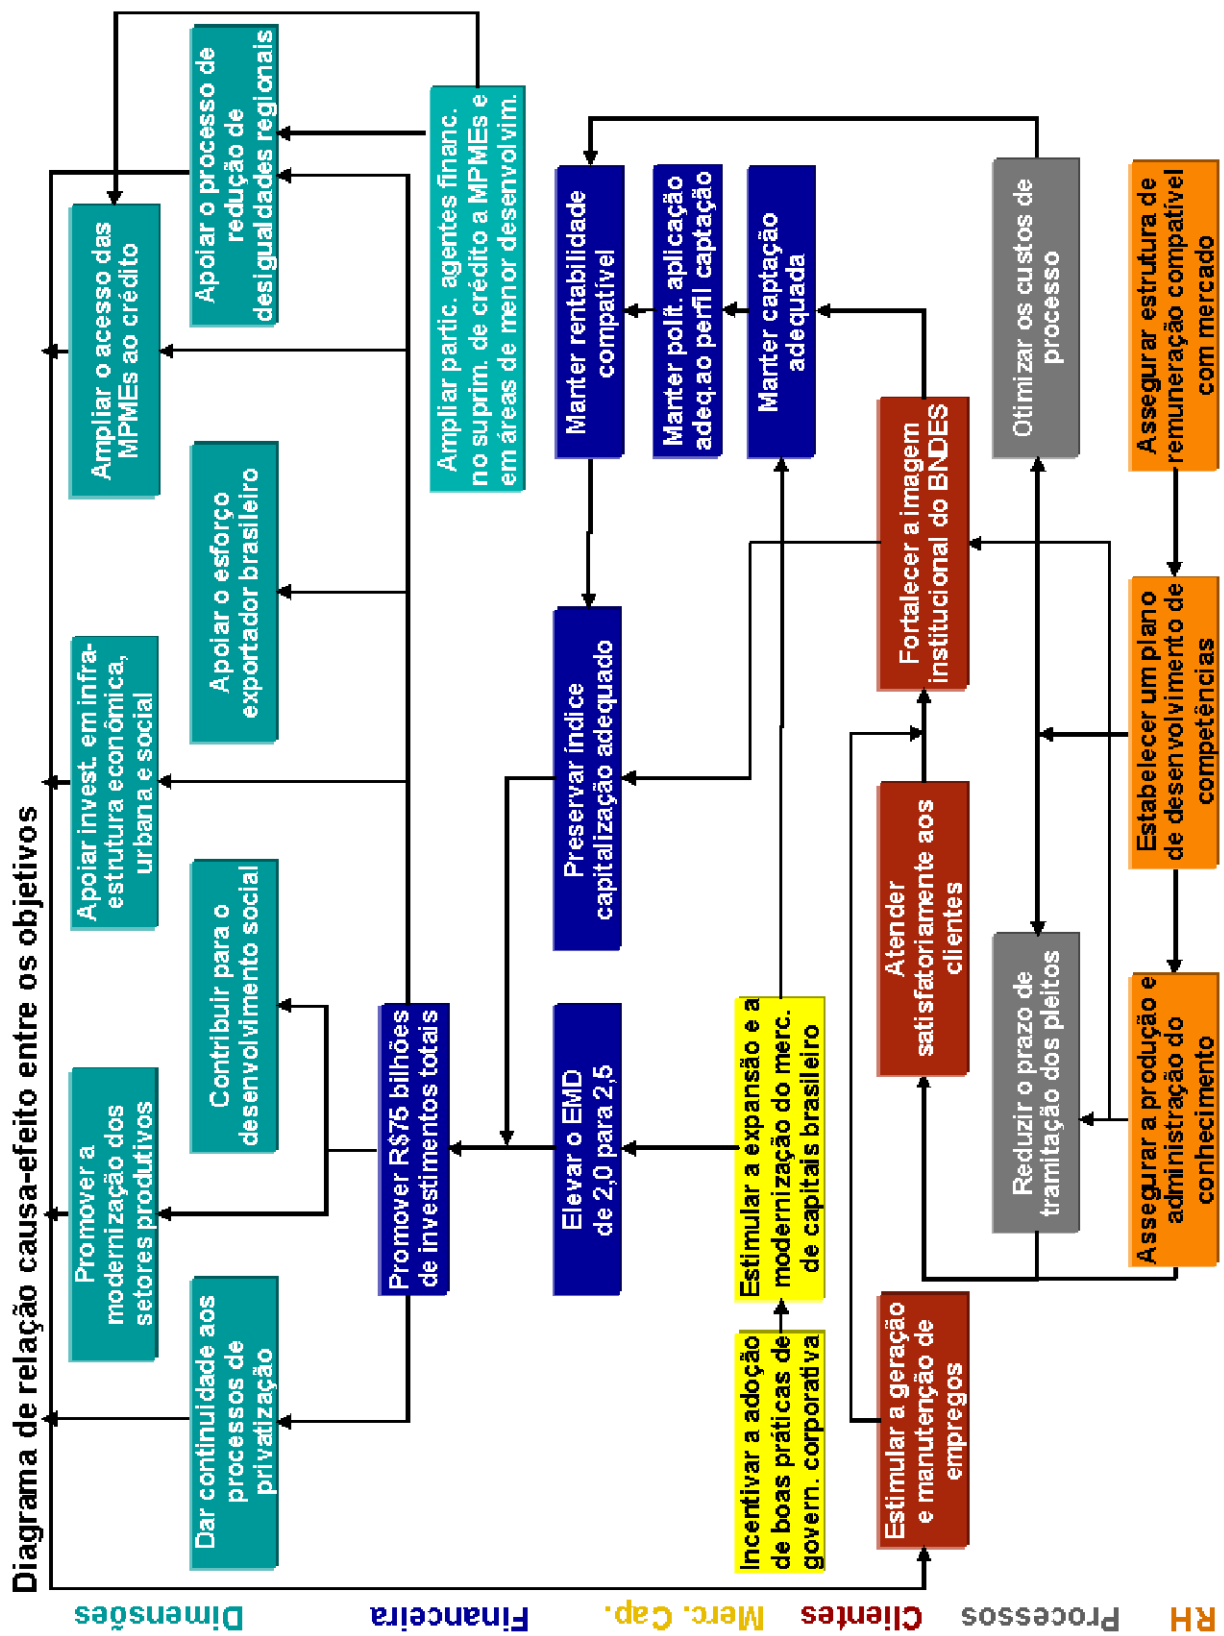 Diagrama de relação causa-efeito entre os objetivos
Dimensões
Promover a
modernização dos
setores produtivos
Apoiar invest. em infra-
estrutura econômica,
urbana e social
Ampliar o acesso das
MPMEs ao crédito
Dar continuidade aos
processos de
privatização
Contribuir para o
desenvolvimento social
Apoiar o esforço
exportador brasileiro
Apoiar o processo de
redução de
desigualdades regionais
Financeira
Promover R$75 bilhões
de investimentos totais
Ampliar partic. agentes financ.
no suprim. de crédito a MPMEs e
em áreas de menor desenvolvim.
Elevar o EMD
de 2,0 para 2,5
Preservar índice
capitalização adequado
Manter rentabilidade
compatível
Manter polít. aplicação
adeq.ao perfil captação
Manter captação
adequada
Merc. Cap.
Incentivar a adoção
de boas práticas de
govern. corporativa
Estimular a expansão e a
modernização do merc.
de capitais brasileiro
Clientes
Estimular a geração
e manutenção de
empregos
Atender
satisfatoriamente aos
clientes
Fortalecer a imagem
institucional do BNDES
Processos
Reduzir o prazo de
tramitação dos pleitos
Otimizar os custos de
processo
RH
Assegurar a produção e
administração do
conhecimento
Estabelecer um plano
de desenvolvimento de
competências
Assegurar estrutura de
remuneração compatível
com mercado